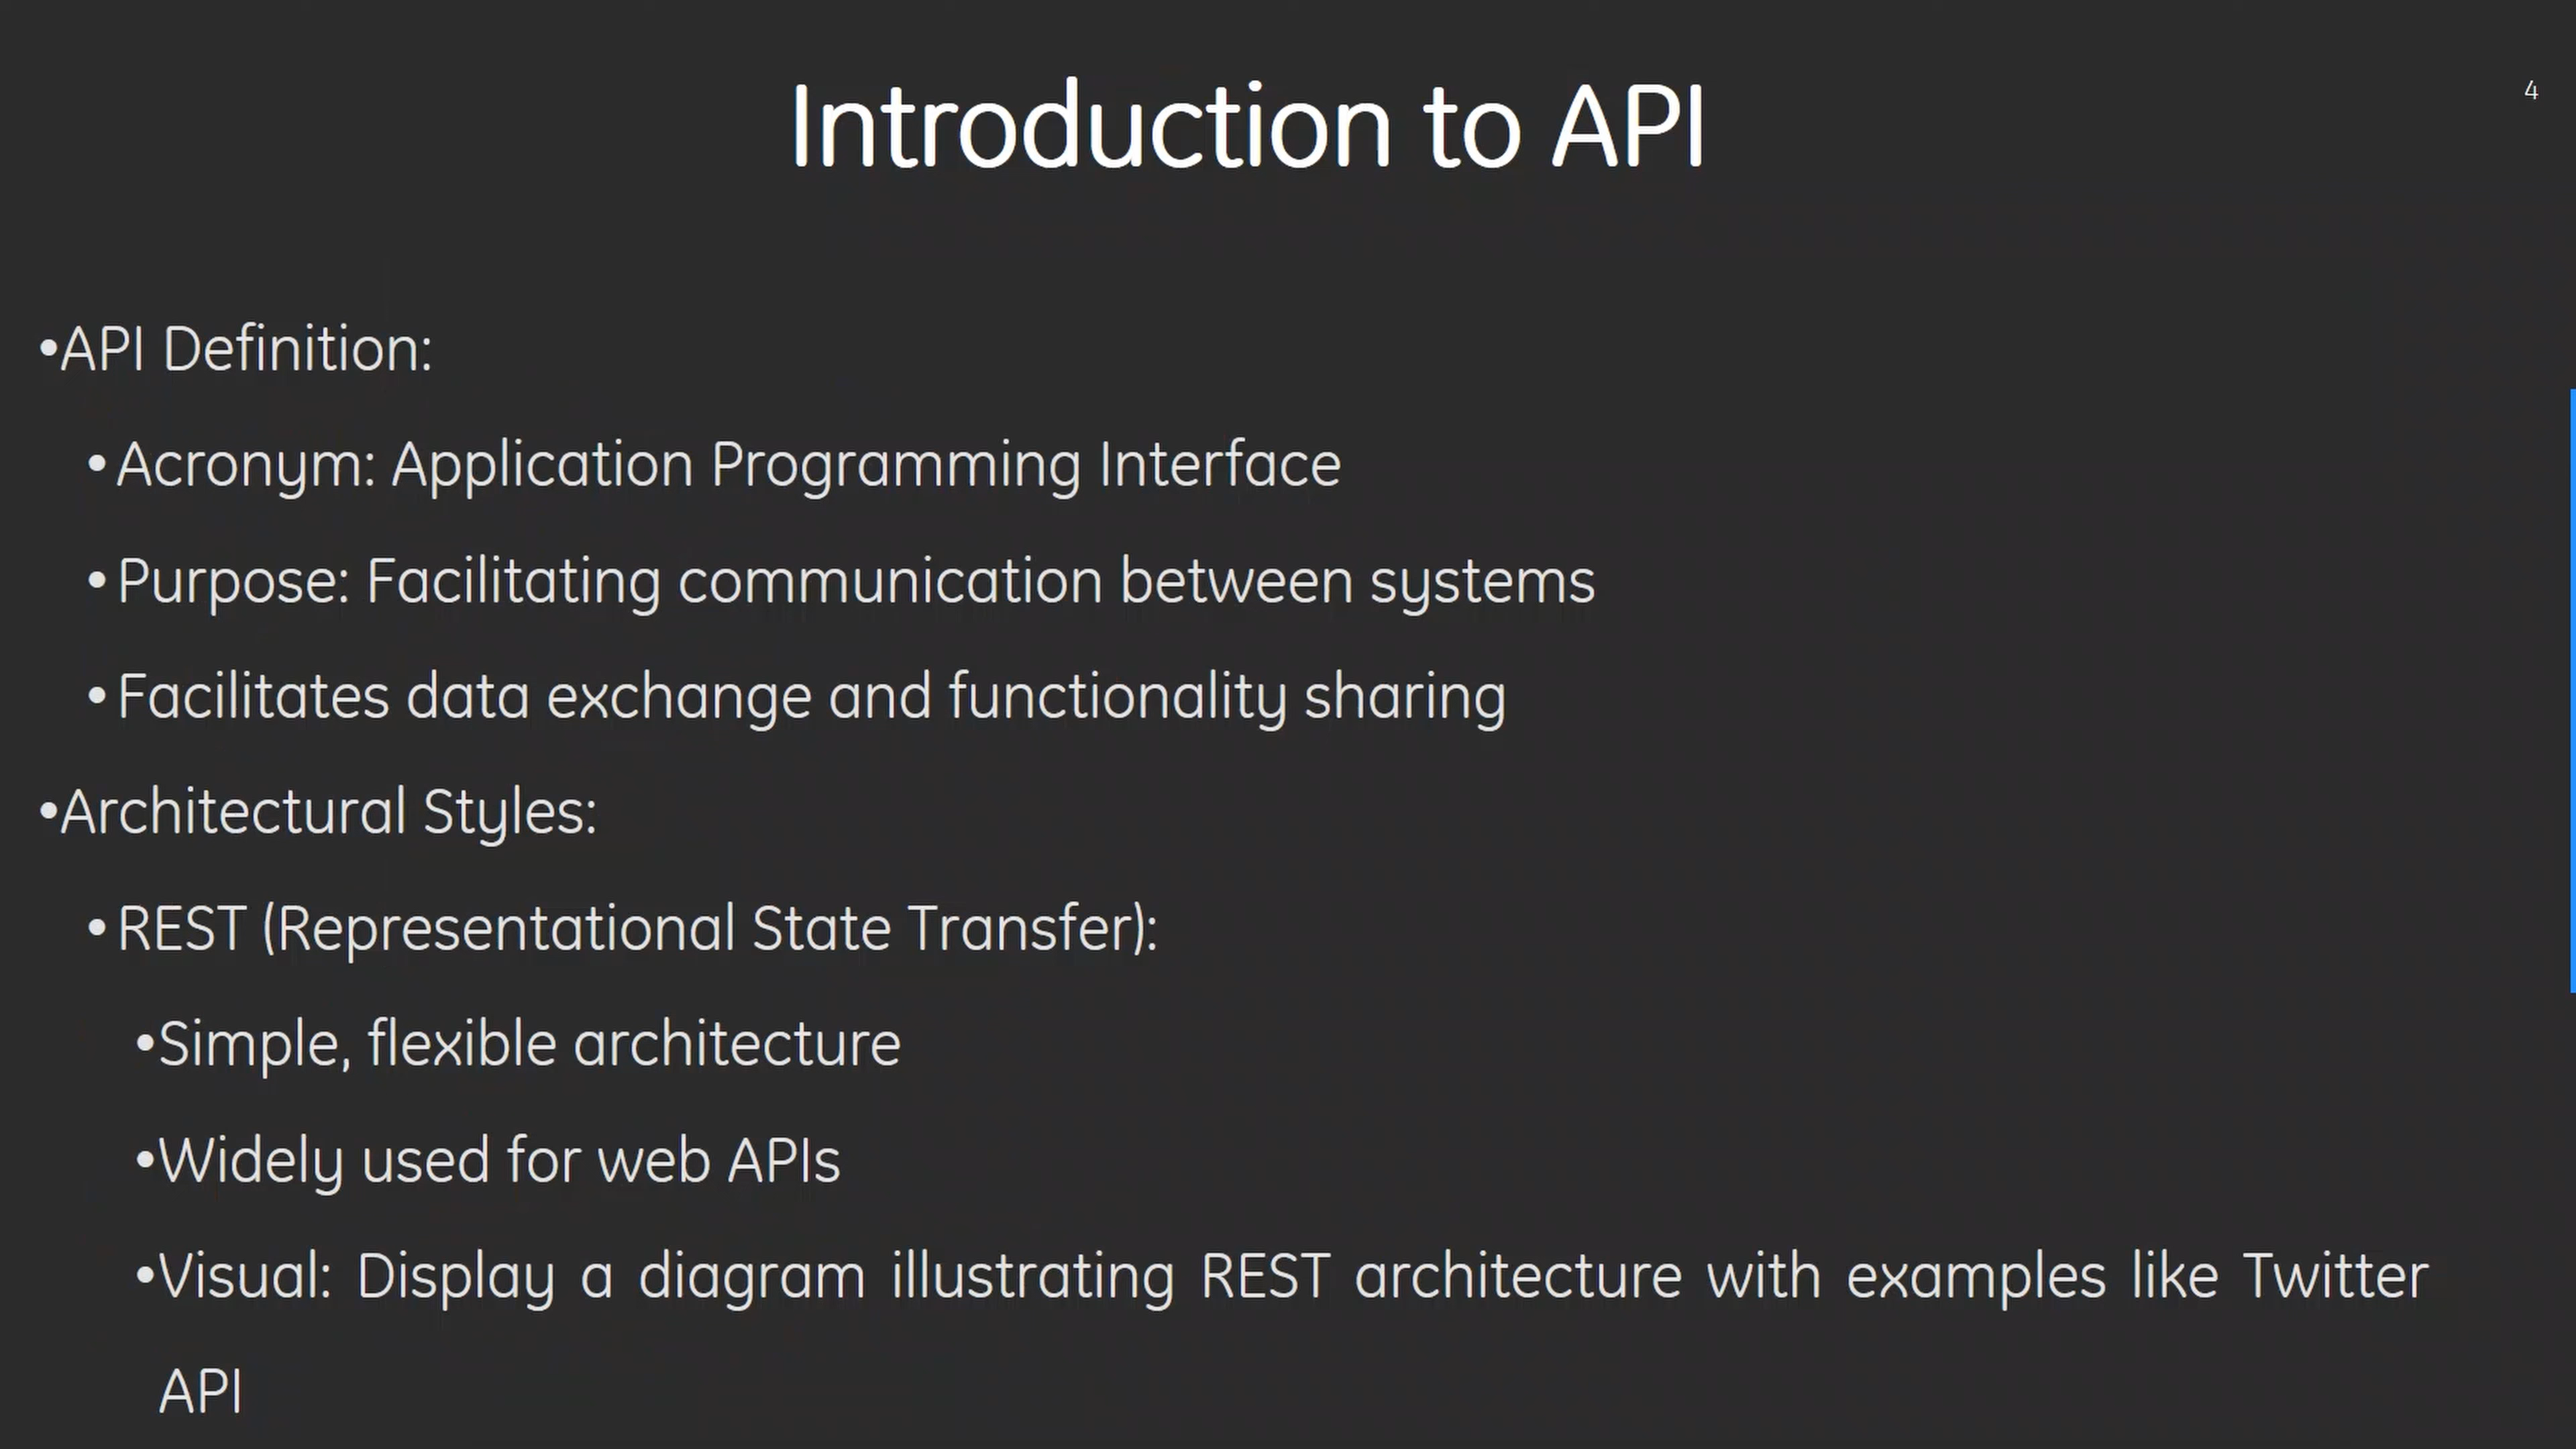 Introduction to API
4
•API Definition:
•Acronym: Application Programming Interface
•Purpose: Facilitating communication between systems
•Facilitates data exchange and functionality sharing
•Architectural Styles:
•REST (Representational State Transfer):
•Simple, flexible architecture
•Widely used for web APIs
•Visual: Display a diagram illustrating REST architecture with examples like Twitter
API